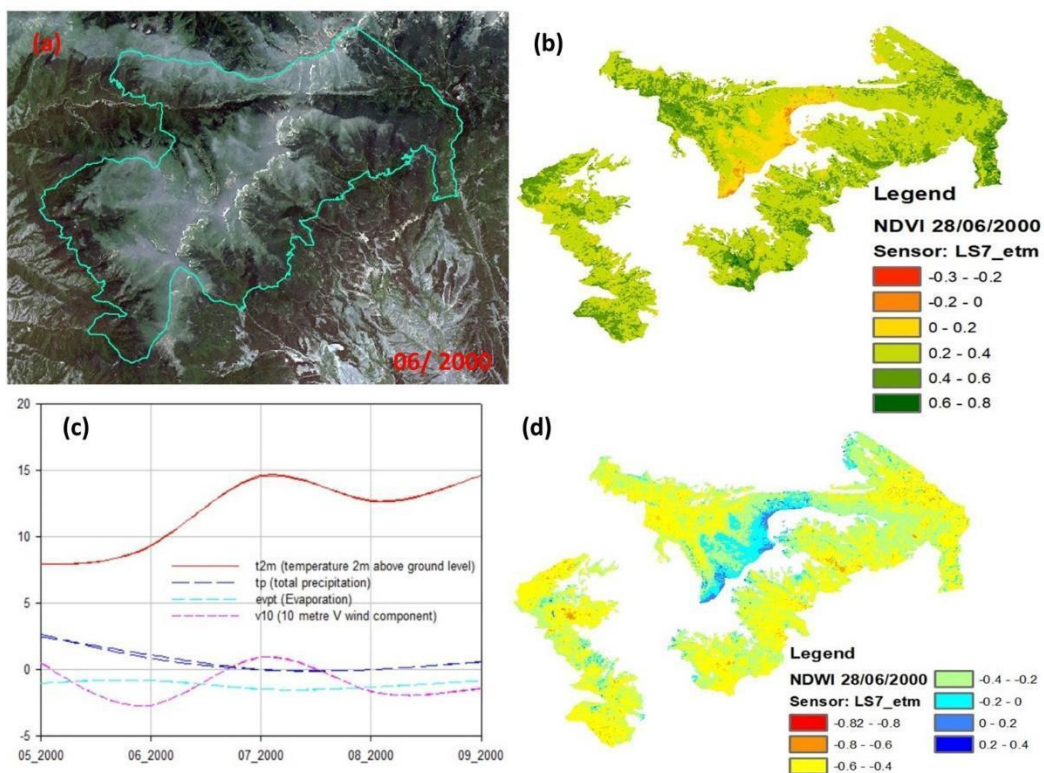 (a)
06/ 2000
(b)
Legend
NDVI 28/06/2000
Sensor: LS7_etm
-0.3 - -0.2
-0.2 - 0
0 - 0.2
0.2 - 0.4
0.4 - 0.6
0.6 - 0.8
(c)
20
15
10
5
0
-5
t2m (temperature 2m above ground level)
tp (total precipitation)
evpt (Evaporation)
v10 (10 metre V wind component)
05_2000 06_2000 07_2000 08_2000 09_2000
(d)
Legend
NDWI 28/06/2000
Sensor: LS7_etm
-0.82 - -0.8
-0.8 - -0.6
-0.6 - -0.4
-0.4 - -0.2
-0.2 - 0
0 - 0.2
0.2 - 0.4